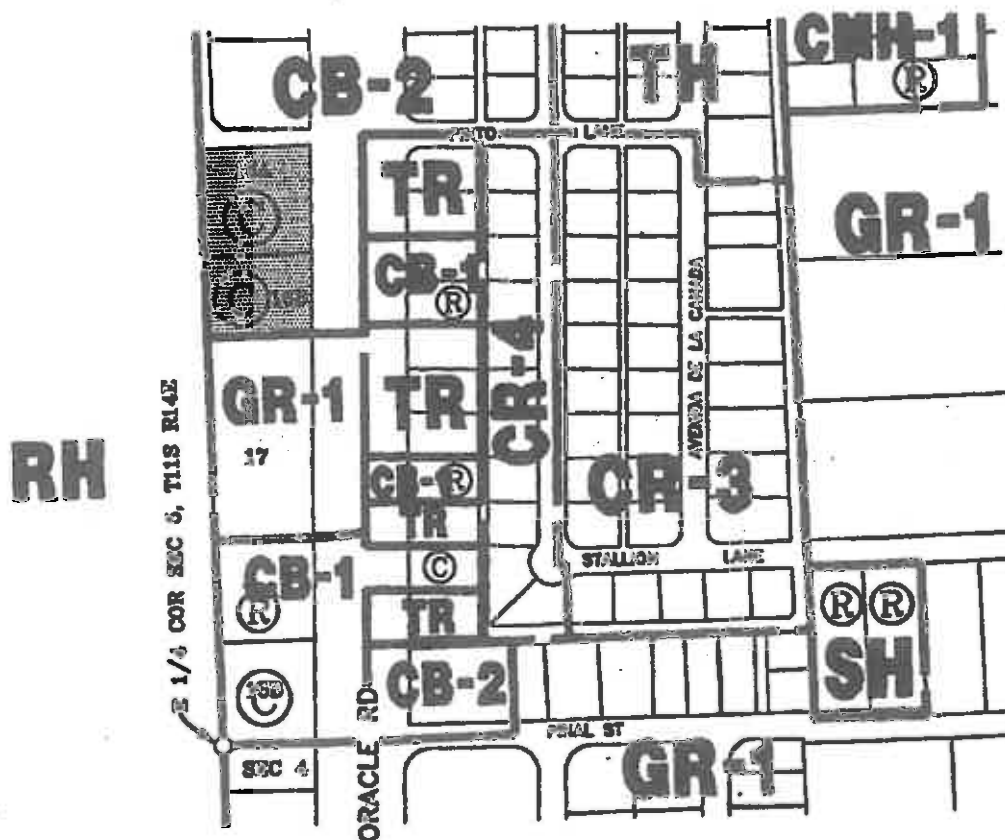 CB-2
TH
CMH-1
R
PINTO LANE
TR
GR-1
CB-1
R
CR-4
AVENIDA DE LA CANADA
GR-1
TR
17
RH
E 1/4 COR SEC 5, T11S R14E
CB-1
R
CR-3
TR
STALLION LANE
C
CB-1
R
TR
R R
SH
CB-2
C
ORACLE RD
PINAL ST
SEC 4
GR-1